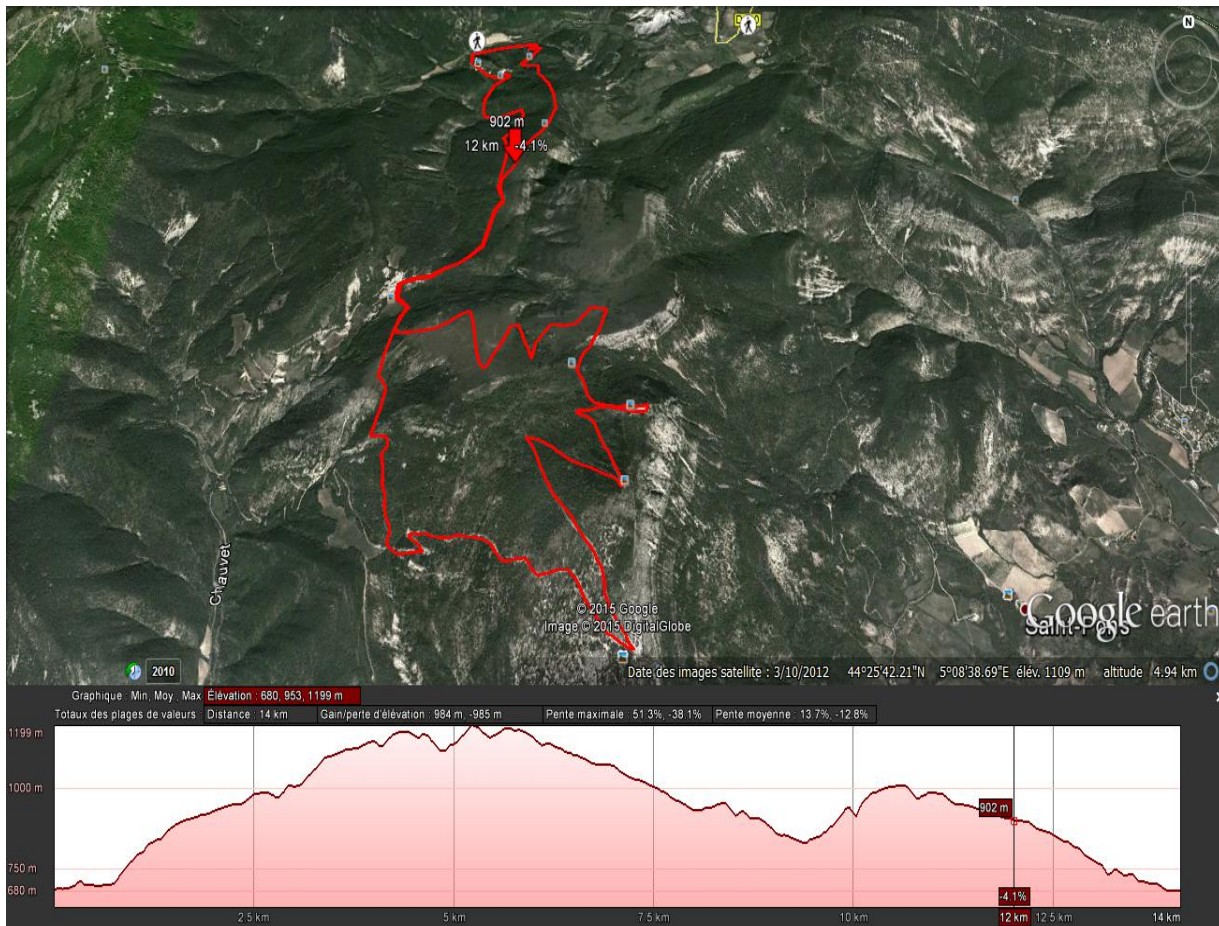 N
902 m
12 km -4.1%
Chauvet
© 2015 Google
Image © 2015 DigitalGlobe
Google earth
2010
Date des images satellite : 3/10/2012 44°25'42.21"N 5°08'38.69"E élév. 1109 m altitude 4.94 km
Graphique : Min, Moy., Max Élévation : 680, 953, 1199 m
Totaux des plages de valeurs : Distance : 14 km Gain/perte d'élévation : 984 m, -985 m Pente maximale : 51.3%, -38.1% Pente moyenne : 13.7%, -12.8%
1199 m
1000 m
902 m
750 m
680 m
-4.1%
2.5 km 5 km 7.5 km 10 km 12 km 12.5 km 14 km